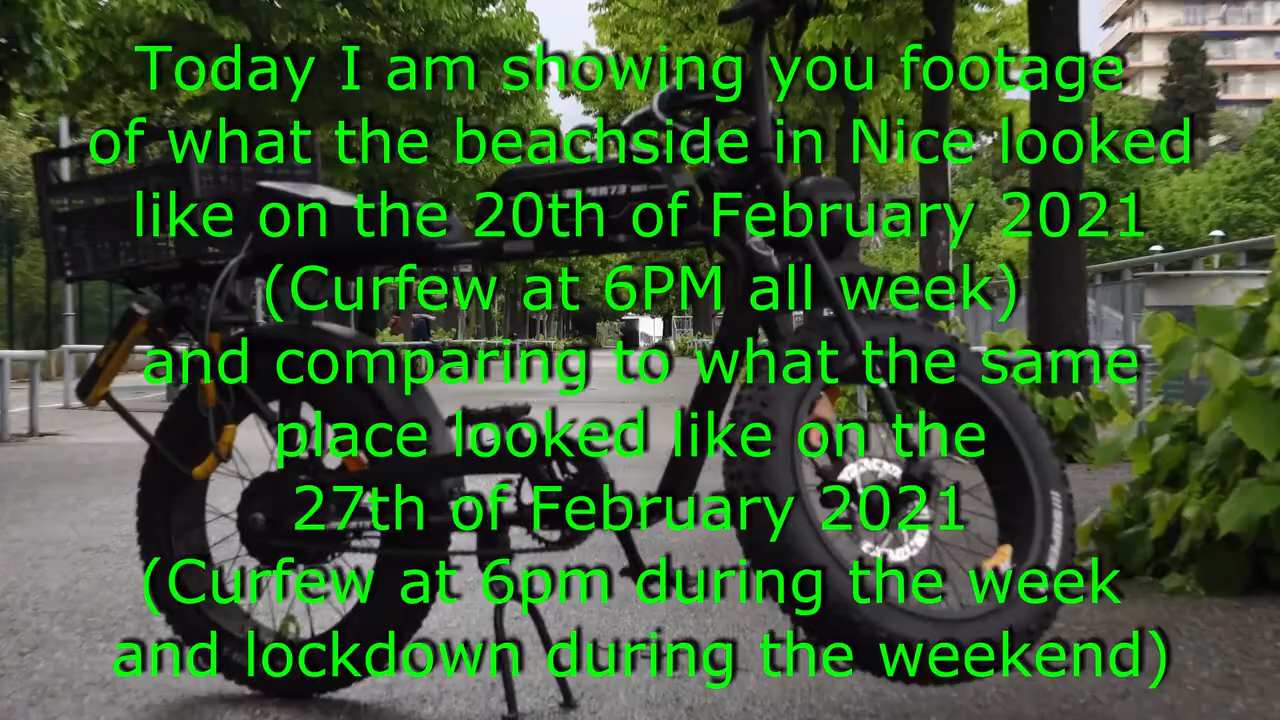 Today I am showing you footage
of what the beachside in Nice looked
like on the 20th of February 2021
(Curfew at 6PM all week)
and comparing to what the same
place looked like on the
27th of February 2021
(Curfew at 6pm during the week
and lockdown during the weekend)